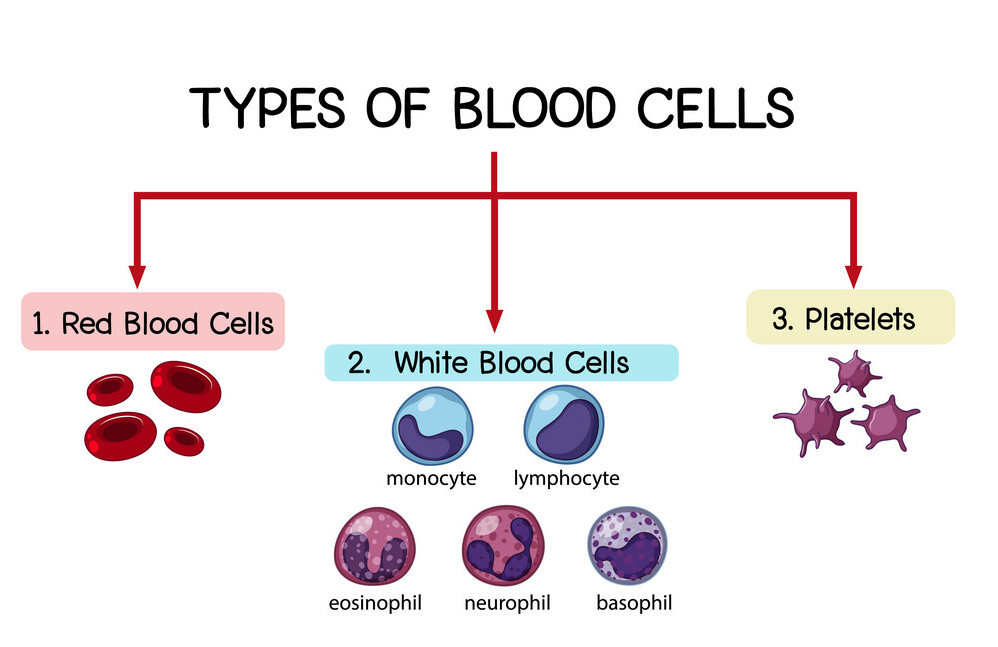 TYPES OF BLOOD CELLS
1. Red Blood Cells
2. White Blood Cells
3. Platelets
monocyte
lymphocyte
eosinophil
neurophil
basophil